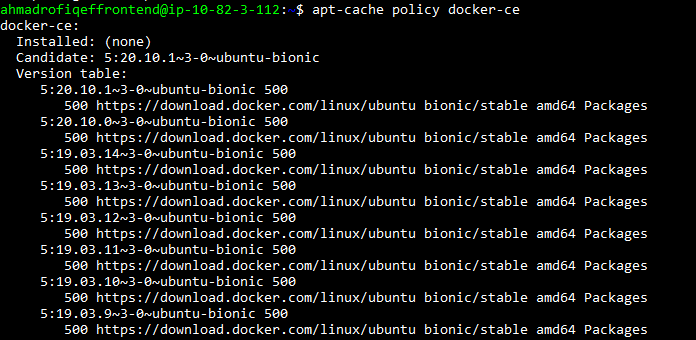 ahmadrofiqeffrontend@ip-10-82-3-112:~$ apt-cache policy docker-ce
docker-ce:
  Installed: (none)
  Candidate: 5:20.10.1~3-0~ubuntu-bionic
  Version table:
     5:20.10.1~3-0~ubuntu-bionic 500
        500 https://download.docker.com/linux/ubuntu bionic/stable amd64 Packages
     5:20.10.0~3-0~ubuntu-bionic 500
        500 https://download.docker.com/linux/ubuntu bionic/stable amd64 Packages
     5:19.03.14~3-0~ubuntu-bionic 500
        500 https://download.docker.com/linux/ubuntu bionic/stable amd64 Packages
     5:19.03.13~3-0~ubuntu-bionic 500
        500 https://download.docker.com/linux/ubuntu bionic/stable amd64 Packages
     5:19.03.12~3-0~ubuntu-bionic 500
        500 https://download.docker.com/linux/ubuntu bionic/stable amd64 Packages
     5:19.03.11~3-0~ubuntu-bionic 500
        500 https://download.docker.com/linux/ubuntu bionic/stable amd64 Packages
     5:19.03.10~3-0~ubuntu-bionic 500
        500 https://download.docker.com/linux/ubuntu bionic/stable amd64 Packages
     5:19.03.9~3-0~ubuntu-bionic 500
        500 https://download.docker.com/linux/ubuntu bionic/stable amd64 Packages